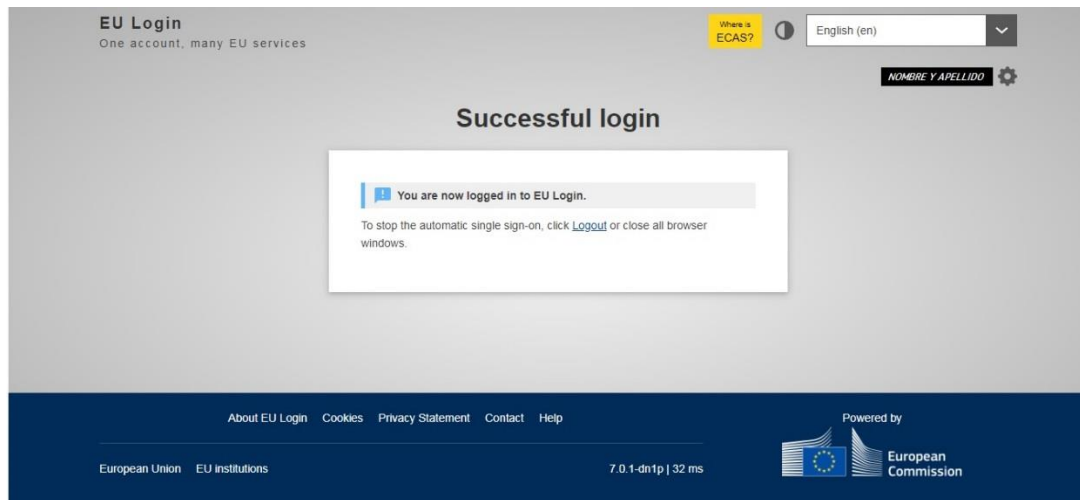 EU Login
One account, many EU services
Where is
ECAS?
English (en)
NOMBRE Y APELLIDO
Successful login
You are now logged in to EU Login.
To stop the automatic single sign-on, click Logout or close all browser
windows.
About EU Login Cookies Privacy Statement Contact Help
Powered by
European Union EU institutions
7.0.1-dn1p | 32 ms
European
Commission